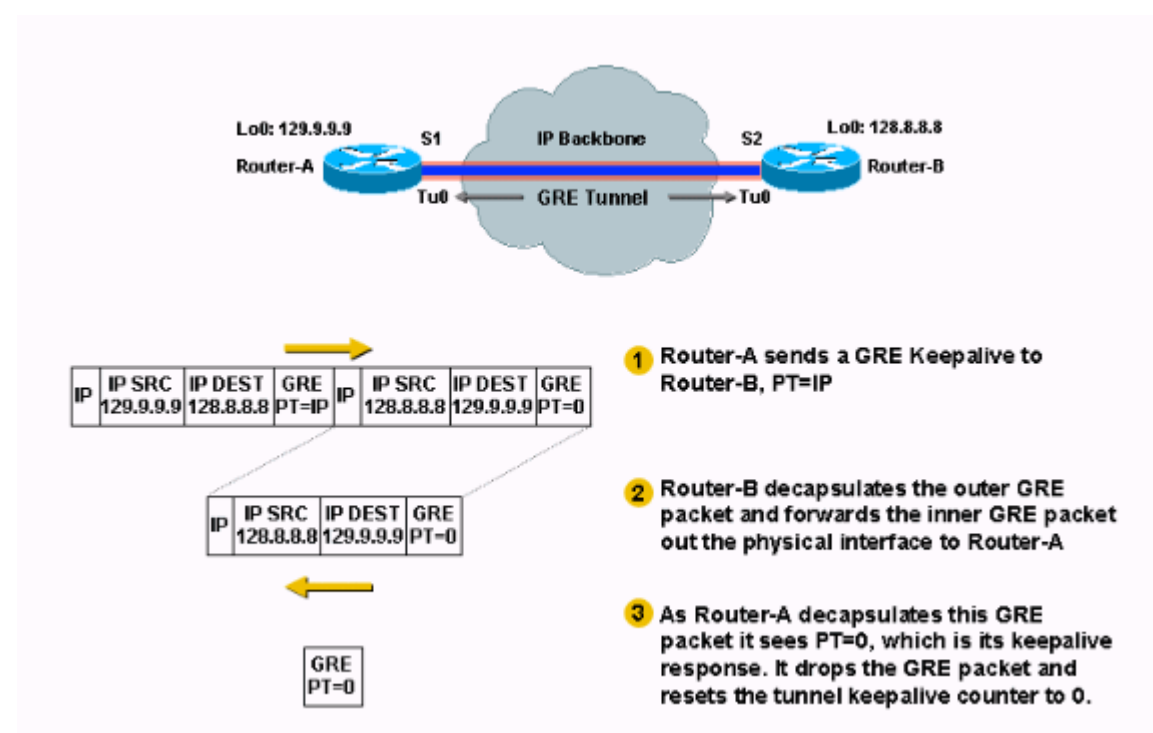 Lo0: 129.9.9.9
S1
IP Backbone
S2
Lo0: 128.8.8.8
Router-A
Router-B
Tu0
GRE Tunnel
Tu0
IP
IP SRC
129.9.9.9
IP DEST
128.8.8.8
GRE
PT=IP
IP
IP SRC
128.8.8.8
IP DEST
129.9.9.9
GRE
PT=0
1 Router-A sends a GRE Keepalive to
Router-B, PT=IP
IP
IP SRC
128.8.8.8
IP DEST
129.9.9.9
GRE
PT=0
2 Router-B decapsulates the outer GRE
packet and forwards the inner GRE packet
out the physical interface to Router-A
GRE
PT=0
3 As Router-A decapsulates this GRE
packet it sees PT=0, which is its keepalive
response. It drops the GRE packet and
resets the tunnel keepalive counter to 0.